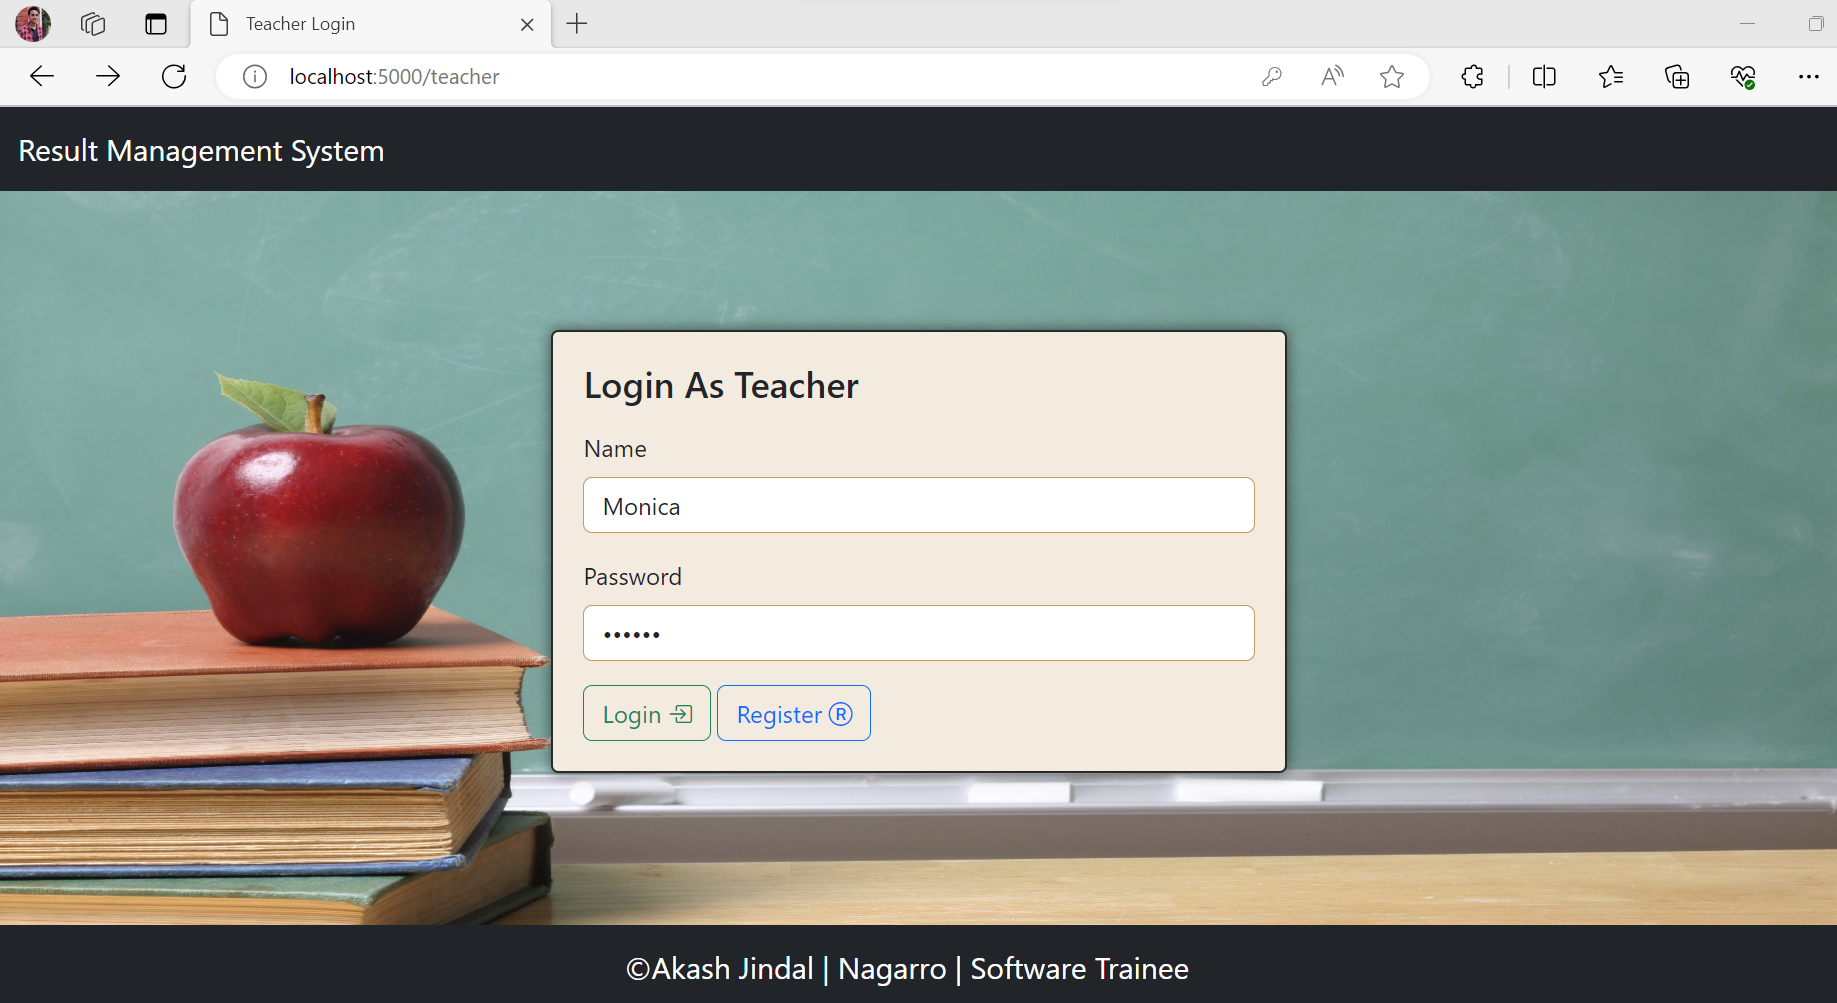 Teacher Login
localhost:5000/teacher
Result Management System
Login As Teacher
Name
Monica
Password
••••••
Login
Register ®
©Akash Jindal | Nagarro | Software Trainee